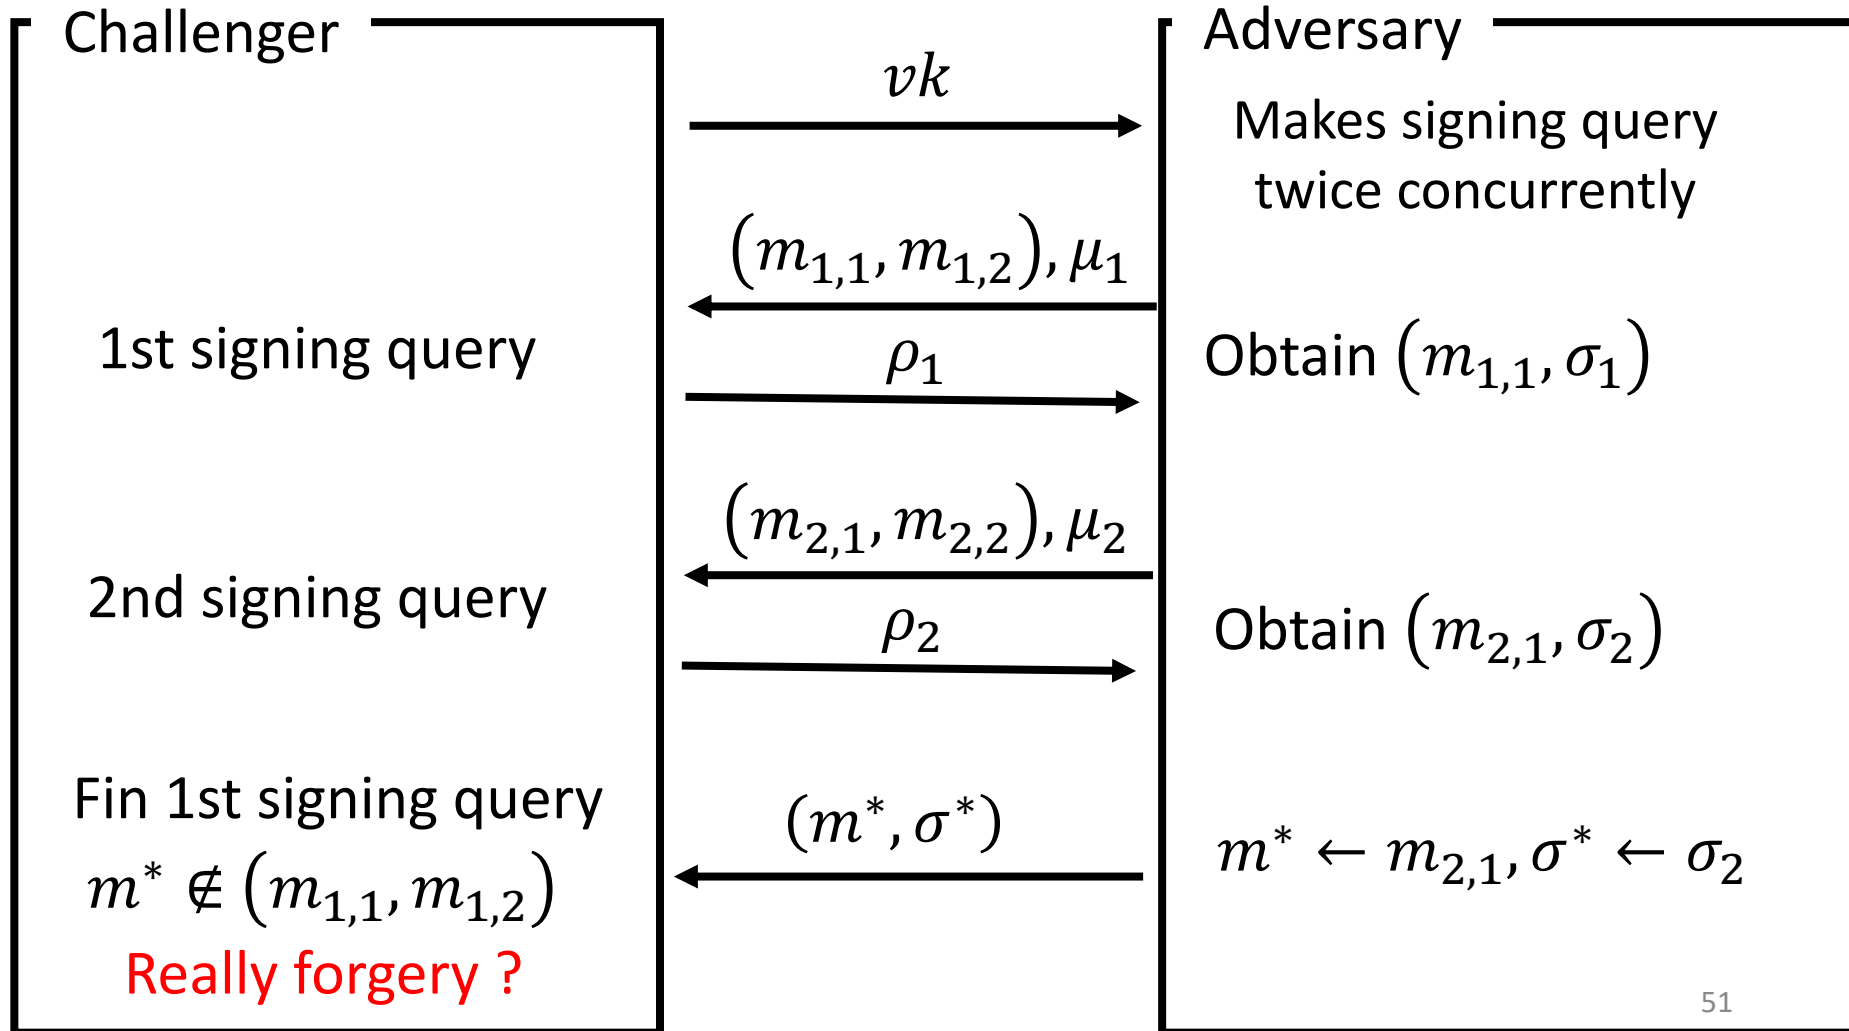 Challenger
Adversary
𝑣𝑘
Makes signing query
twice concurrently
(𝑚₁,₁, 𝑚₁,₂), 𝜇₁
1st signing query
𝜌₁
Obtain (𝑚₁,₁, 𝜎₁)
(𝑚₂,₁, 𝑚₂,₂), 𝜇₂
2nd signing query
𝜌₂
Obtain (𝑚₂,₁, 𝜎₂)
Fin 1st signing query
(𝑚*, 𝜎*)
𝑚* ← 𝑚₂,₁, 𝜎* ← 𝜎₂
𝑚* ∉ (𝑚₁,₁, 𝑚₁,₂)
Really forgery ?
51